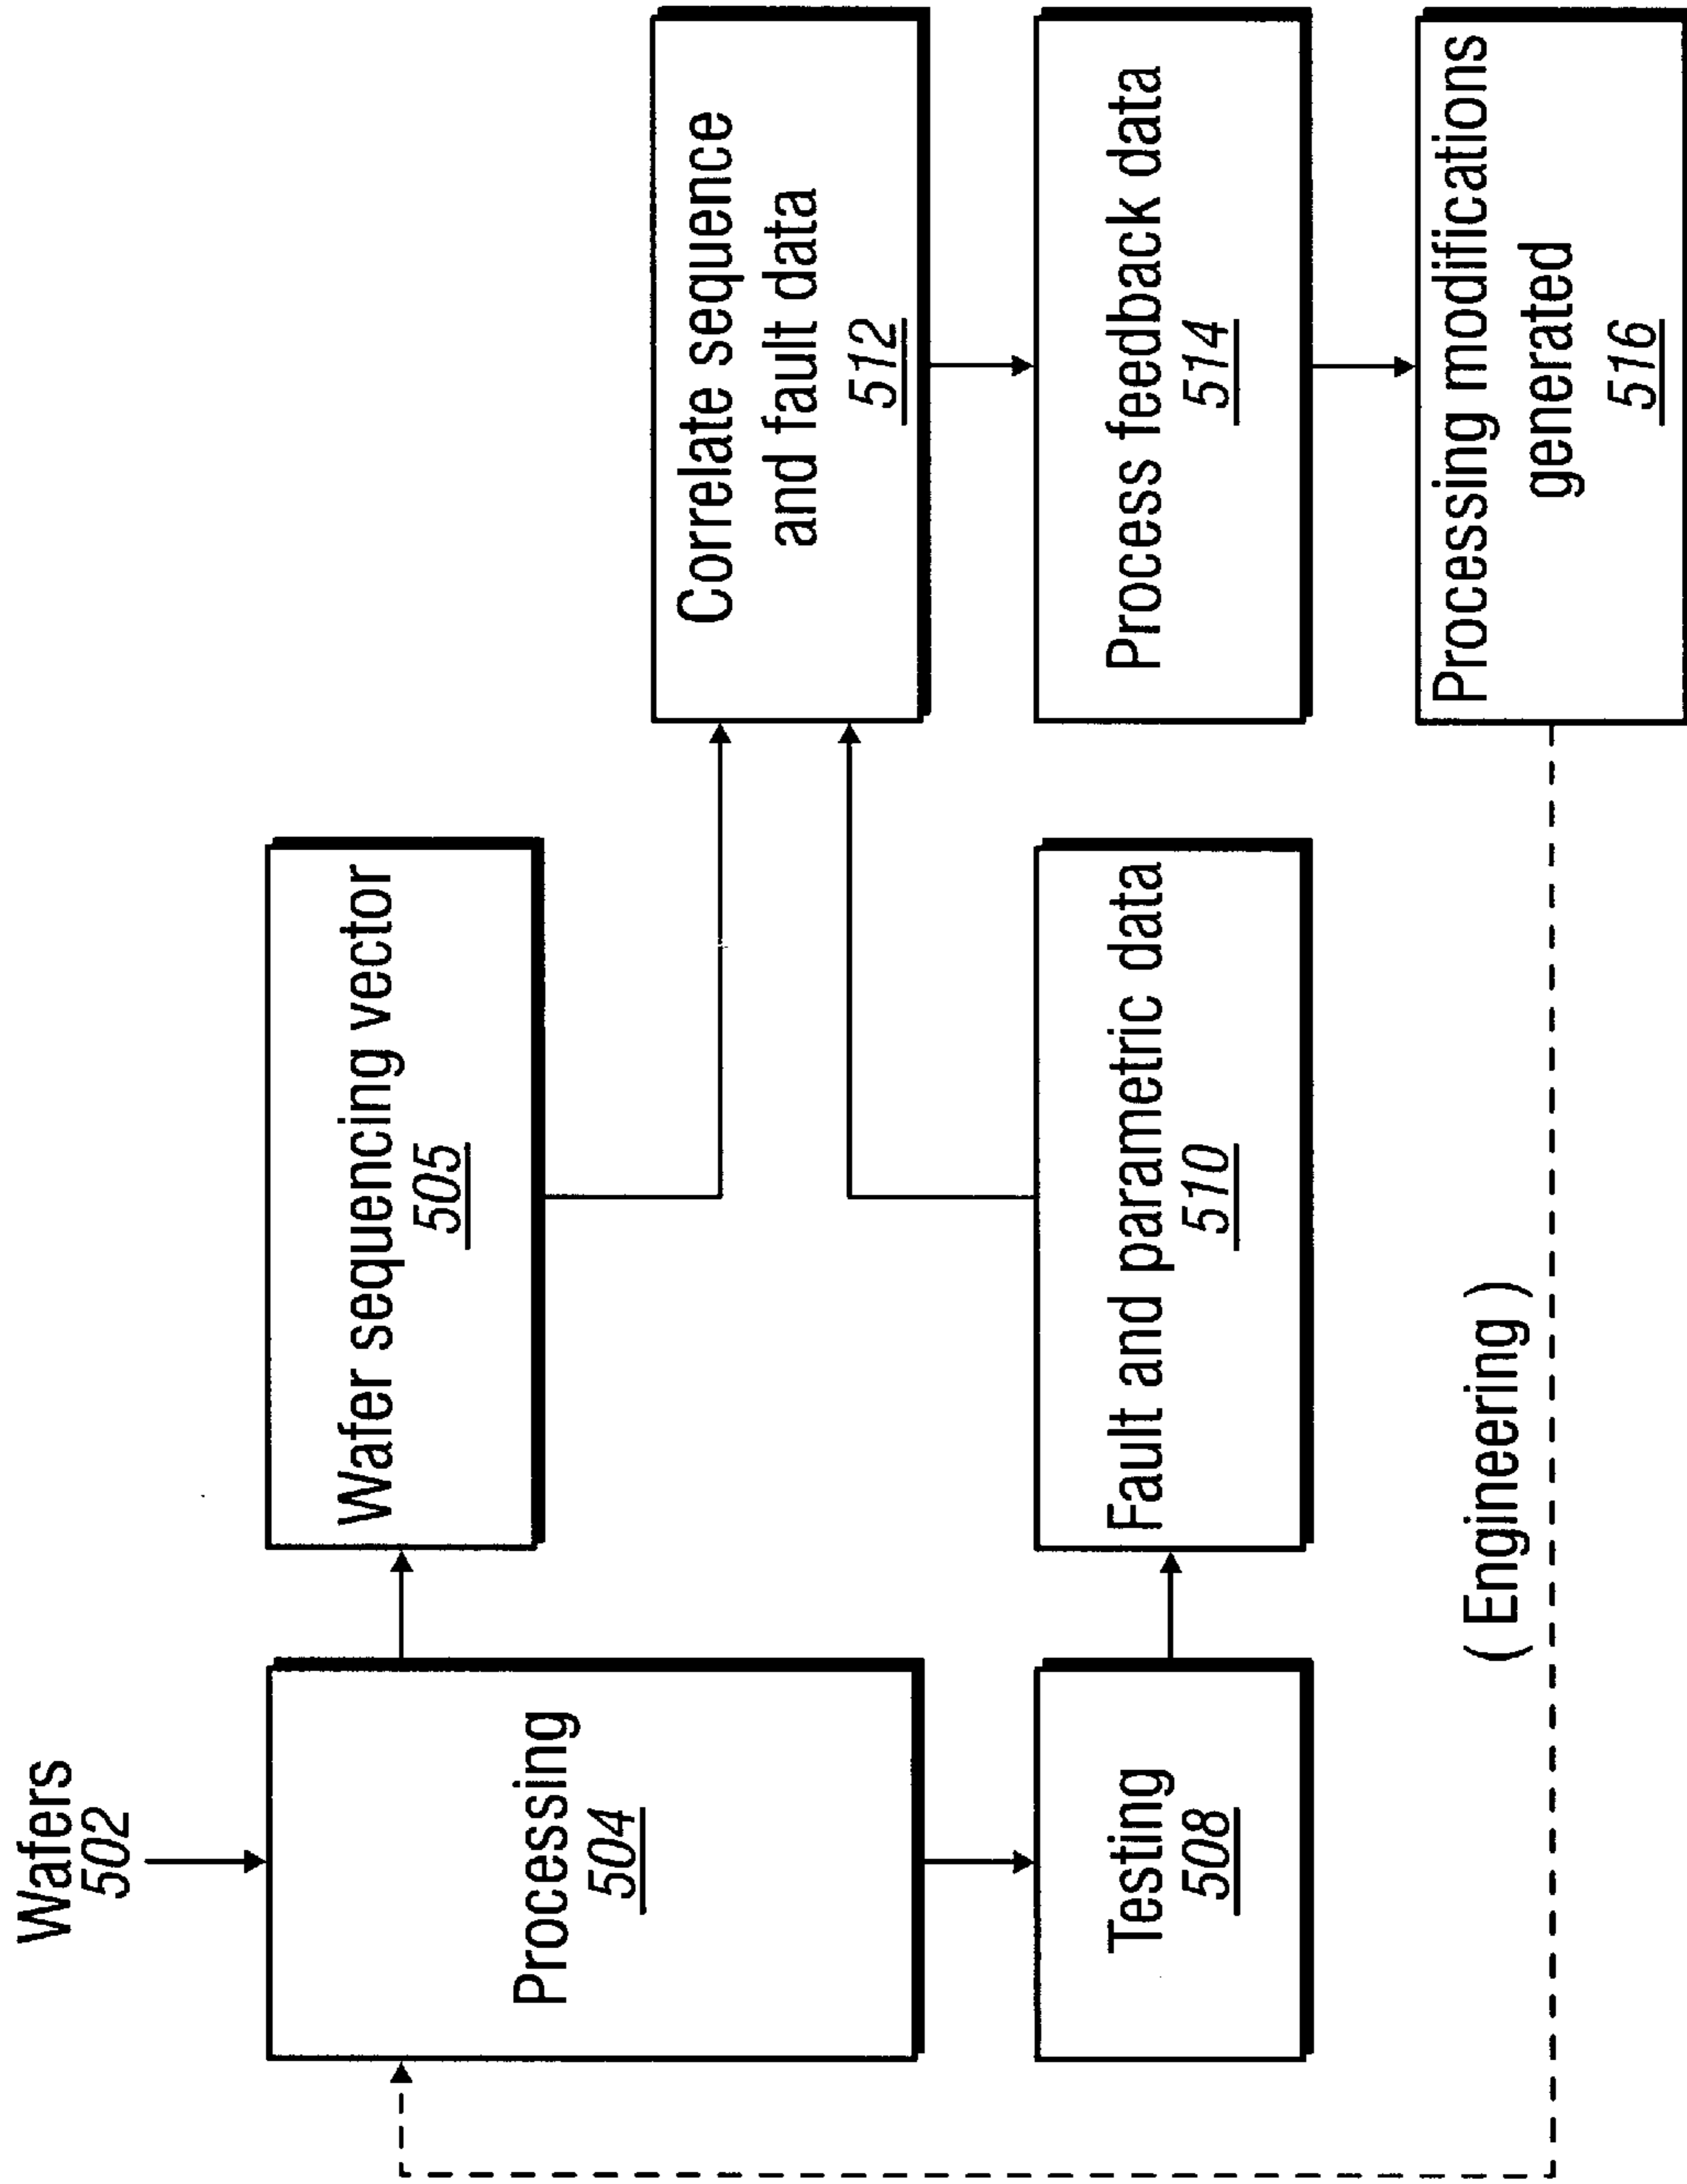 Wafers
502
Processing
504
Wafer sequencing vector
505
Testing
508
Fault and parametric data
510
Correlate sequence
and fault data
512
Process feedback data
514
Processing modifications
generated
516
( Engineering )